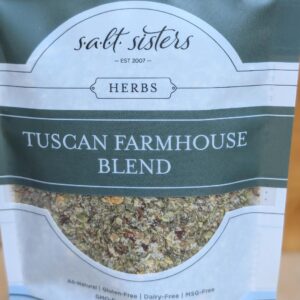 salt sisters
EST 2007
HERBS
TUSCAN FARMHOUSE
BLEND
All-Natural | Gluten-Free | Dairy-Free | MSG-Free